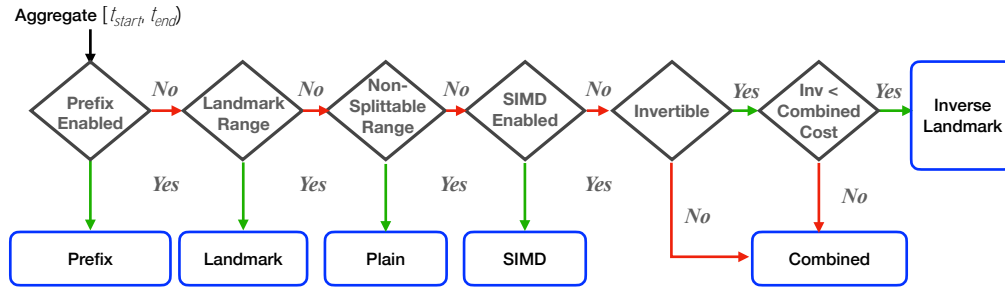 Aggregate [t_start, t_end)
Prefix
Enabled
No
Landmark
Range
No
Non-
Splittable
Range
No
SIMD
Enabled
No
Invertible
Yes
Inv <
Combined
Cost
Yes
Inverse
Landmark
Yes
Yes
Yes
Yes
No
No
Prefix
Landmark
Plain
SIMD
Combined